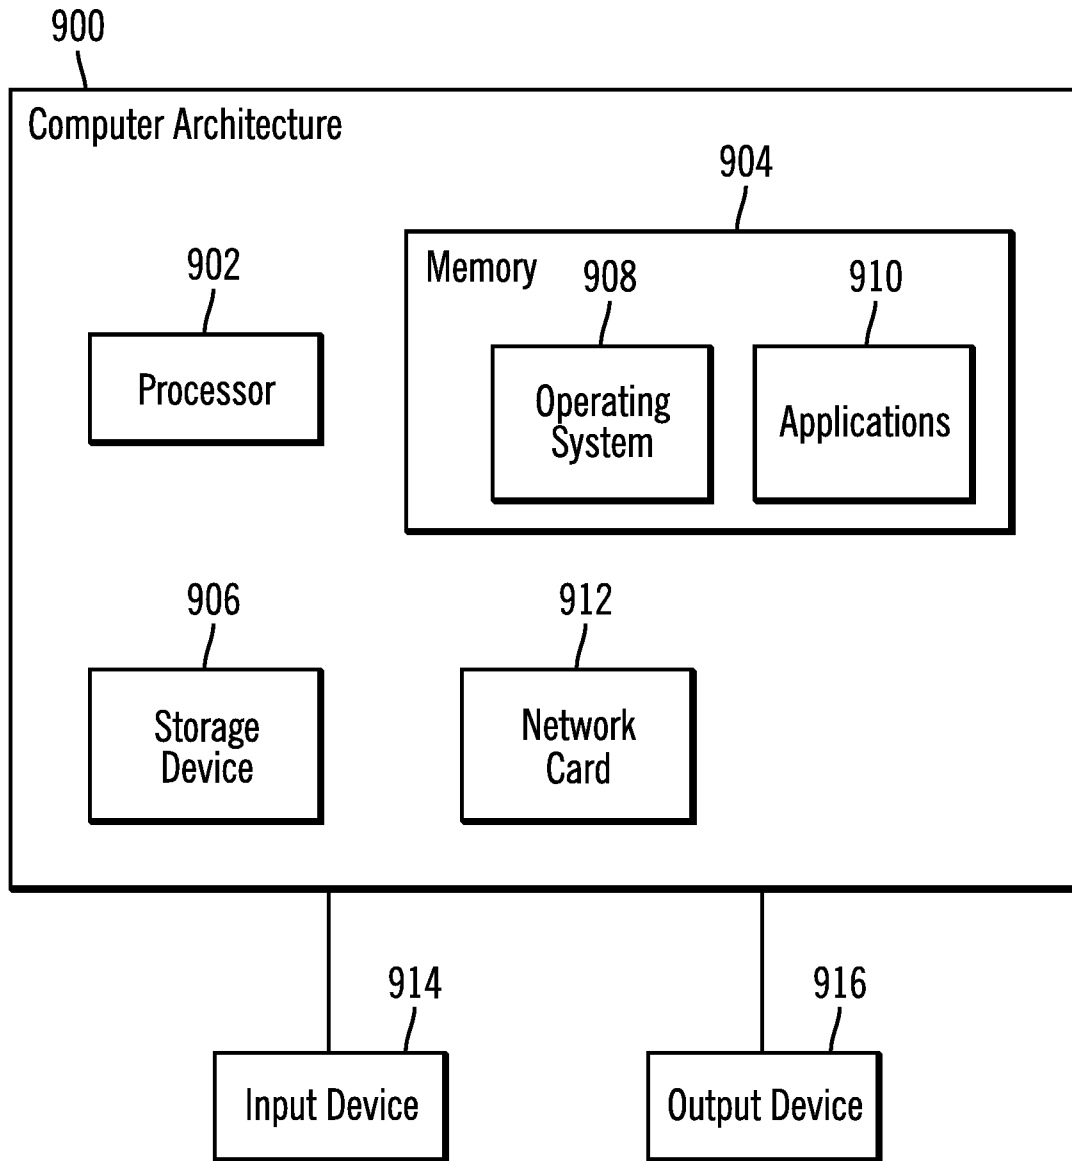 900
Computer Architecture
904
902
Memory
908
910
Processor
Operating
System
Applications
906
912
Storage
Device
Network
Card
914
916
Input Device
Output Device